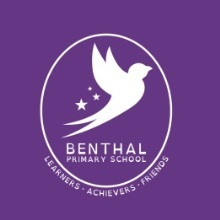 BENTHAL
PRIMARY SCHOOL
LEARNERS · ACHIEVERS · FRIENDS